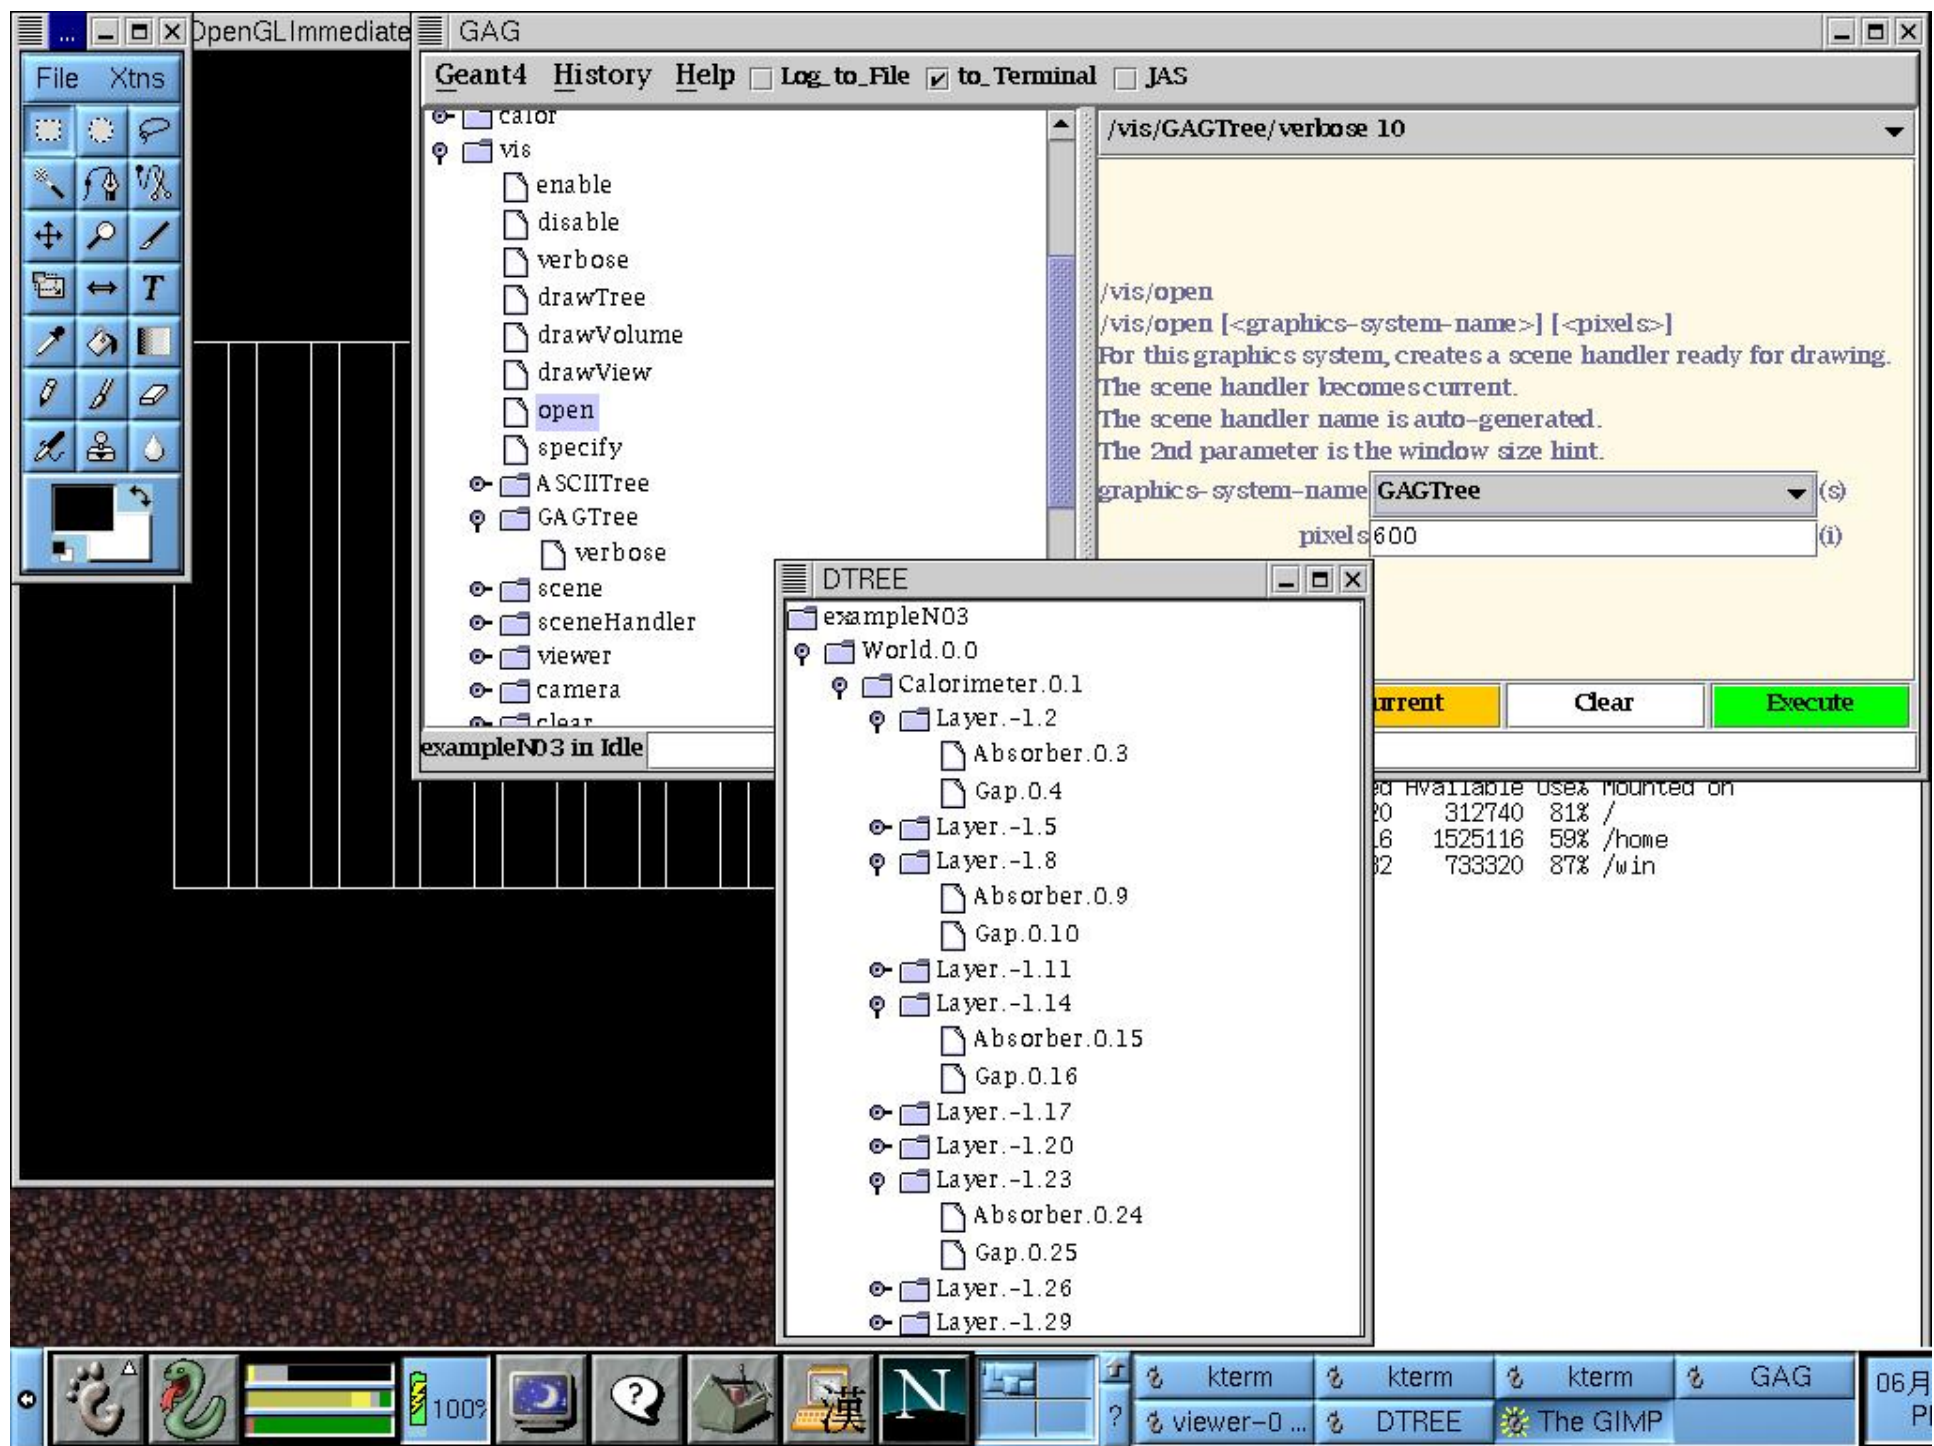 ...
OpenGLImmediate
GAG
File Xtns
Geant4 History Help Log_to_File to_Terminal JAS
calor
vis
enable
disable
verbose
drawTree
drawVolume
drawView
open
specify
ASCIITree
GAGTree
verbose
scene
sceneHandler
viewer
camera
clear
exampleN03 in Idle
/vis/GAGTree/verbose 10
/vis/open
/vis/open [<graphics-system-name>] [<pixels>]
For this graphics system, creates a scene handler ready for drawing.
The scene handler becomes current.
The scene handler name is auto-generated.
The 2nd parameter is the window size hint.
graphics-system-name GAGTree (s)
pixels 600 (i)
urrent Clear Execute
DTREE
exampleN03
World.0.0
Calorimeter.0.1
Layer.-1.2
Absorber.0.3
Gap.0.4
Layer.-1.5
Layer.-1.8
Absorber.0.9
Gap.0.10
Layer.-1.11
Layer.-1.14
Absorber.0.15
Gap.0.16
Layer.-1.17
Layer.-1.20
Layer.-1.23
Absorber.0.24
Gap.0.25
Layer.-1.26
Layer.-1.29
ed Available Use% Mounted on
20 312740 81% /
16 1525116 59% /home
32 733320 87% /win
100%
?
漢
N
?
kterm kterm kterm GAG
viewer-0 ... DTREE The GIMP
06月
P